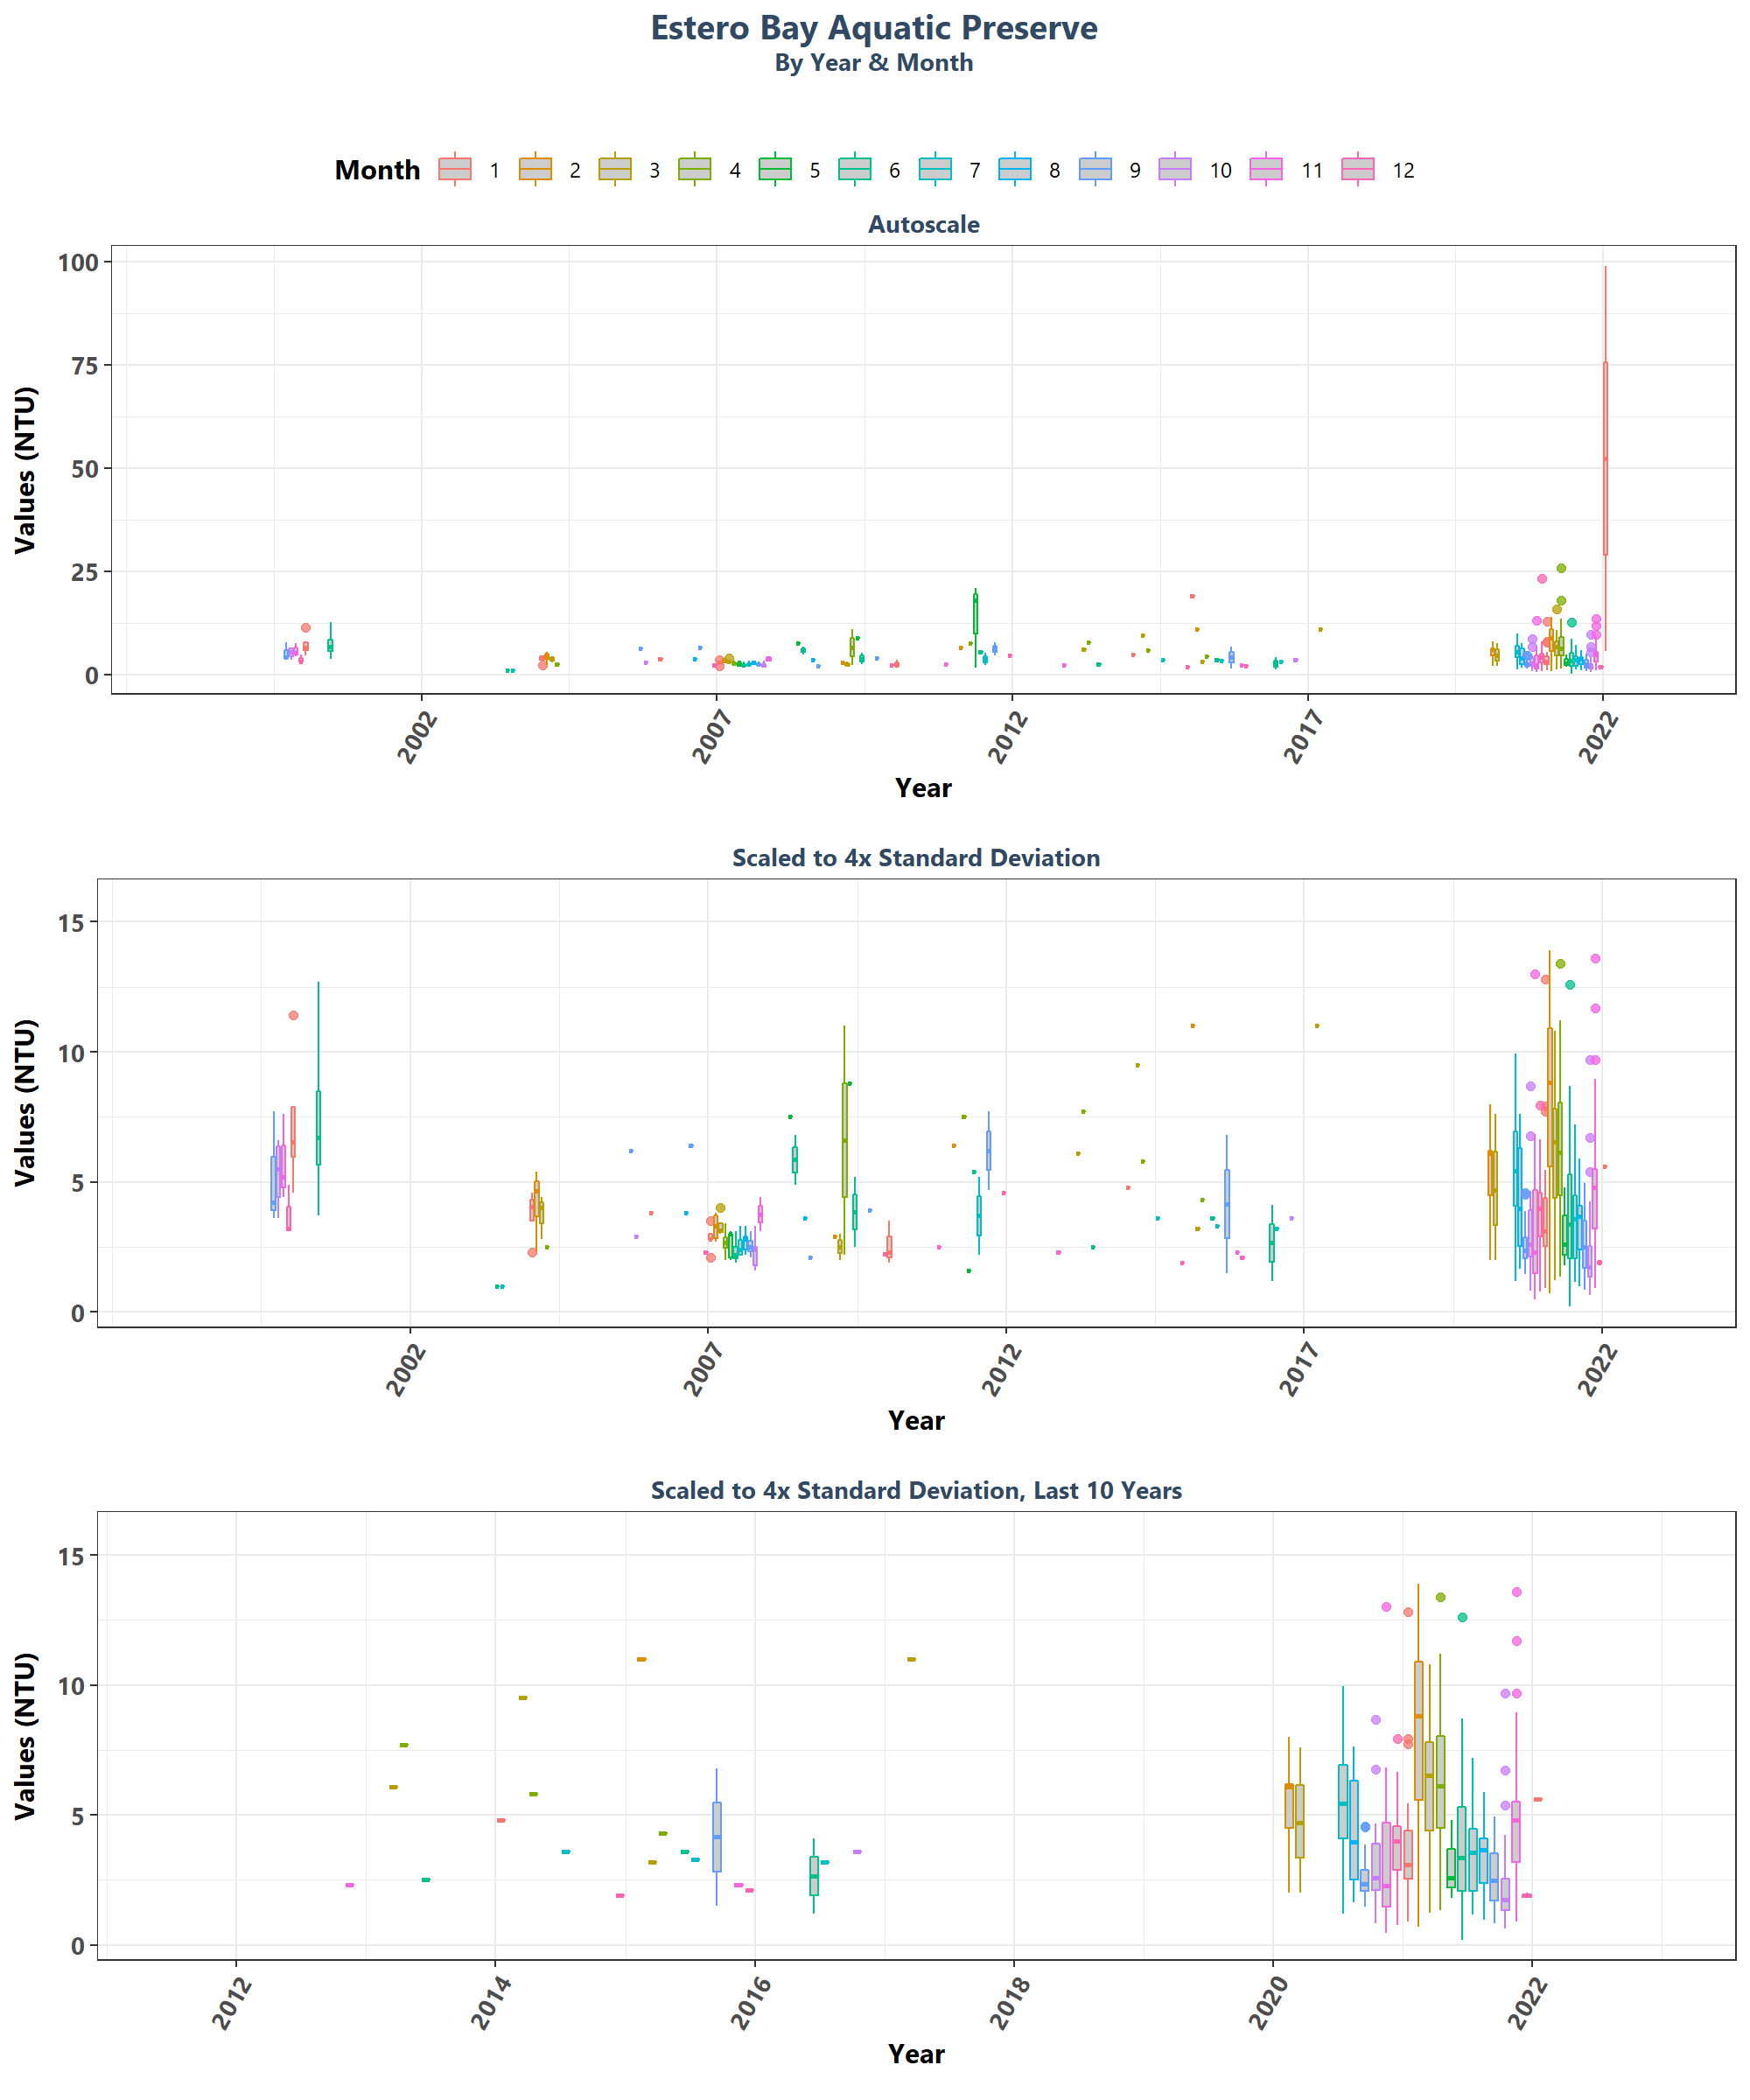 Estero Bay Aquatic Preserve
By Year & Month
Month 1 2 3 4 5 6 7 8 9 10 11 12
Autoscale
Values (NTU)
100
75
50
25
0
2002 2007 2012 2017 2022
Year
Scaled to 4x Standard Deviation
Values (NTU)
15
10
5
0
2002 2007 2012 2017 2022
Year
Scaled to 4x Standard Deviation, Last 10 Years
Values (NTU)
15
10
5
0
2012 2014 2016 2018 2020 2022
Year